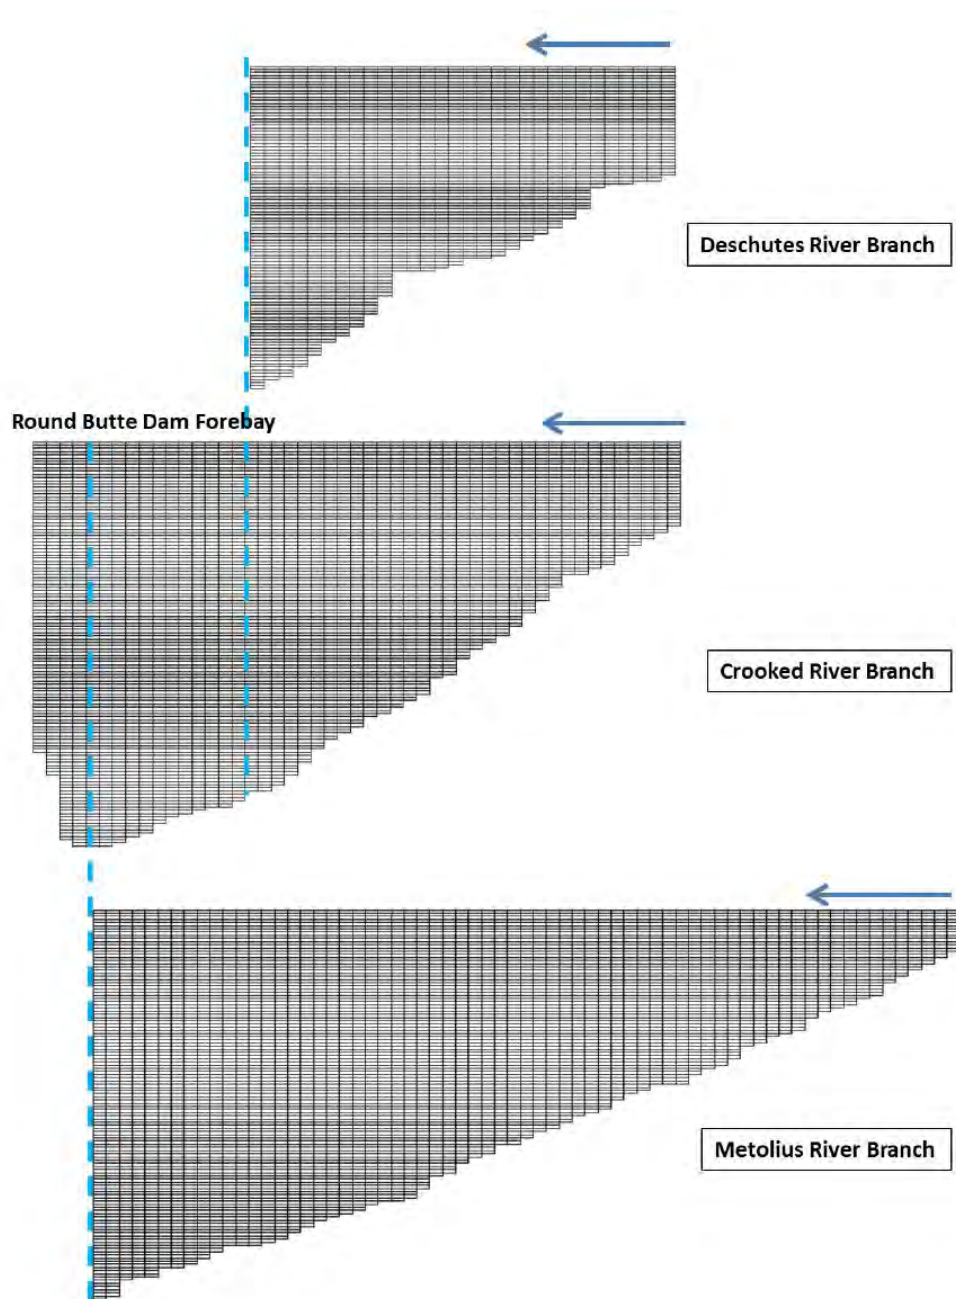 Deschutes River Branch
Round Butte Dam Forebay
Crooked River Branch
Metolius River Branch